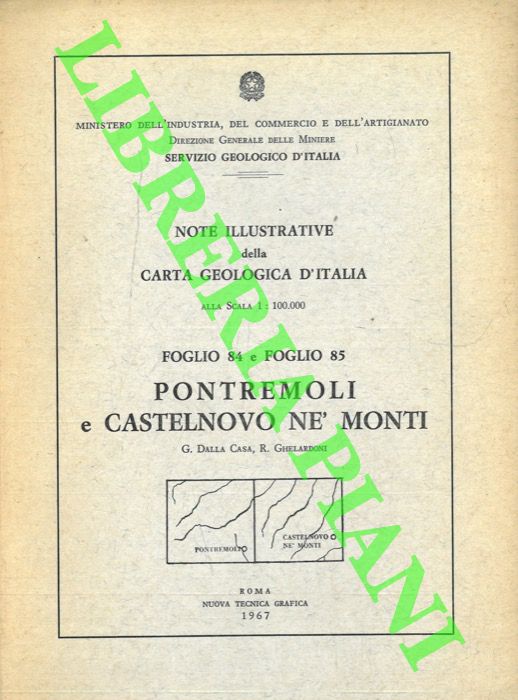 MINISTERO DELL'INDUSTRIA, DEL COMMERCIO E DELL'ARTIGIANATO
DIREZIONE GENERALE DELLE MINIERE
SERVIZIO GEOLOGICO D'ITALIA
NOTE ILLUSTRATIVE
della
CARTA GEOLOGICA D'ITALIA
ALLA SCALA 1 : 100.000
FOGLIO 84 e FOGLIO 85
PONTREMOLI
e CASTELNOVO NE' MONTI
G. DALLA CASA, R. GHELARDONI
PONTREMOLI
CASTELNOVO
NE' MONTI
ROMA
NUOVA TECNICA GRAFICA
1967
LIBRERIA PIANI